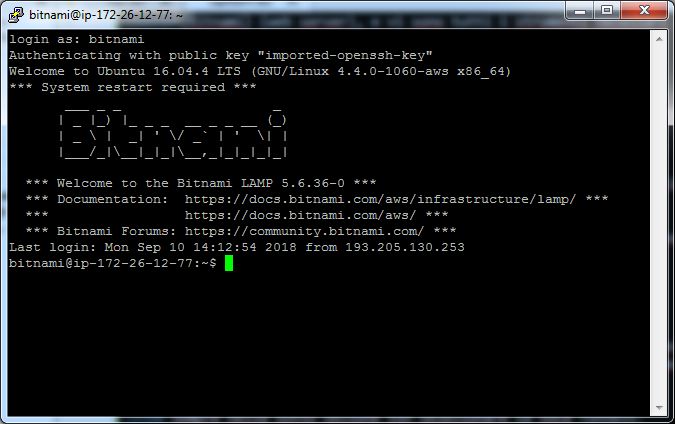 bitnami@ip-172-26-12-77: ~
login as: bitnami
Authenticating with public key "imported-openssh-key"
Welcome to Ubuntu 16.04.4 LTS (GNU/Linux 4.4.0-1060-aws x86_64)
*** System restart required ***
Bitnami
*** Welcome to the Bitnami LAMP 5.6.36-0 ***
*** Documentation:  https://docs.bitnami.com/aws/infrastructure/lamp/ ***
***                 https://docs.bitnami.com/aws/ ***
*** Bitnami Forums: https://community.bitnami.com/ ***
Last login: Mon Sep 10 14:12:54 2018 from 193.205.130.253
bitnami@ip-172-26-12-77:~$